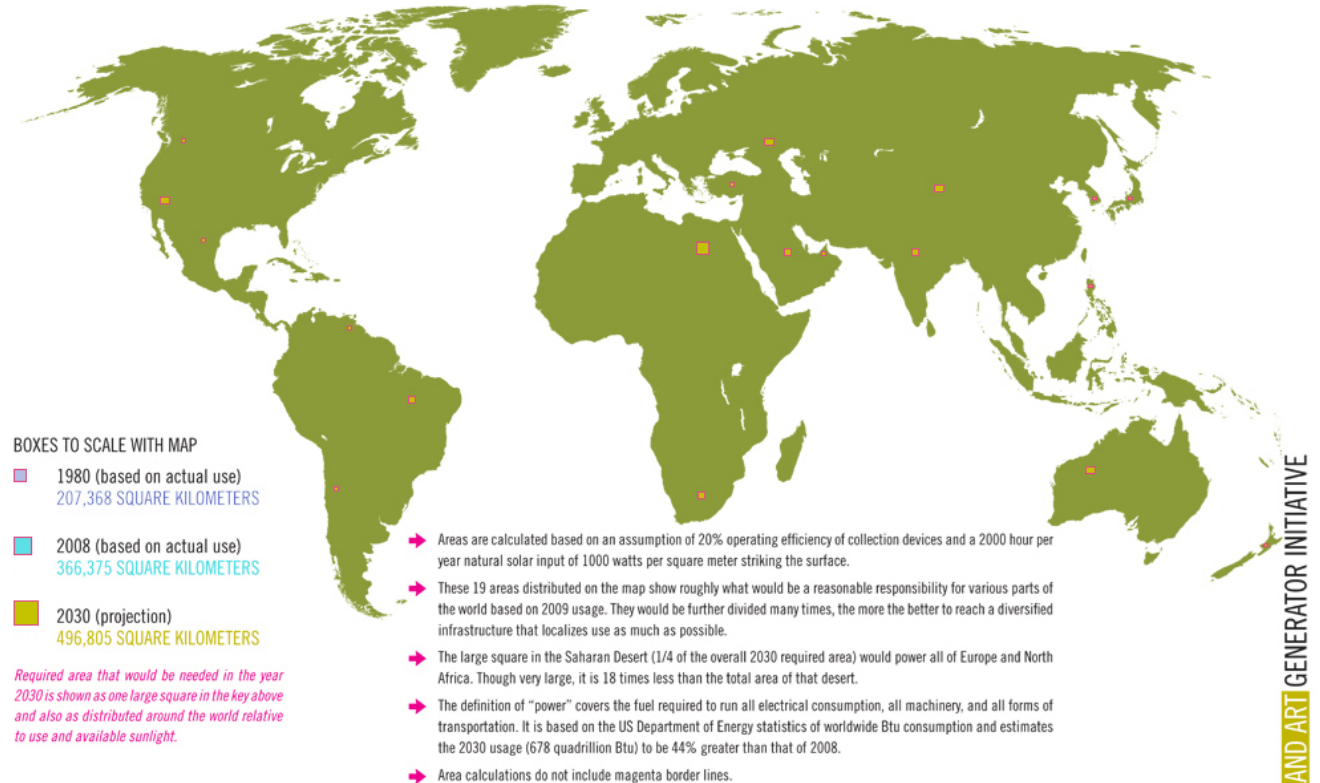 BOXES TO SCALE WITH MAP
1980 (based on actual use)
207,368 SQUARE KILOMETERS
2008 (based on actual use)
366,375 SQUARE KILOMETERS
2030 (projection)
496,805 SQUARE KILOMETERS
Required area that would be needed in the year
2030 is shown as one large square in the key above
and also as distributed around the world relative
to use and available sunlight.
Areas are calculated based on an assumption of 20% operating efficiency of collection devices and a 2000 hour per
year natural solar input of 1000 watts per square meter striking the surface.
These 19 areas distributed on the map show roughly what would be a reasonable responsibility for various parts of
the world based on 2009 usage. They would be further divided many times, the more the better to reach a diversified
infrastructure that localizes use as much as possible.
The large square in the Saharan Desert (1/4 of the overall 2030 required area) would power all of Europe and North
Africa. Though very large, it is 18 times less than the total area of that desert.
The definition of “power” covers the fuel required to run all electrical consumption, all machinery, and all forms of
transportation. It is based on the US Department of Energy statistics of worldwide Btu consumption and estimates
the 2030 usage (678 quadrillion Btu) to be 44% greater than that of 2008.
Area calculations do not include magenta border lines.
AND ART GENERATOR INITIATIVE